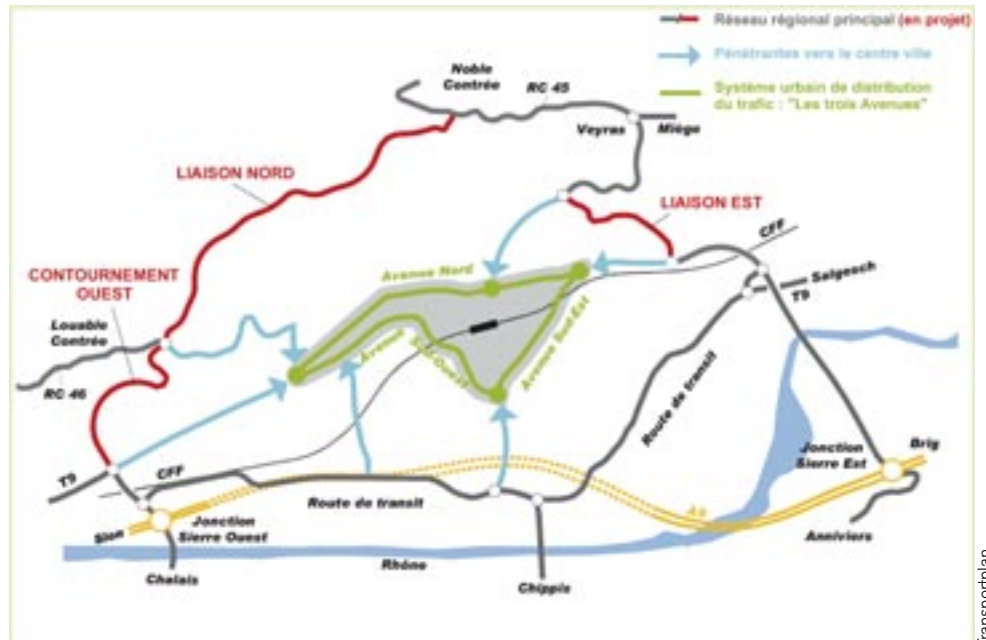 Réseau régional principal (en projet)
Pénétrantes vers le centre ville
Système urbain de distribution
du trafic : "Les trois Avenues"
Noble
Contrée
RC 45
Veyras
Miège
LIAISON NORD
LIAISON EST
CFF
Salgesch
T9
CONTOURNEMENT
OUEST
Louable
Contrée
RC 46
Avenue Nord
Avenue Sud-Ouest
Avenue Sud-Est
Route de transit
Jonction
Sierre Est
Brig
T9
CFF
Route de transit
A9
Anniviers
Sion
Jonction
Sierre Ouest
Rhône
Chalais
Chippis
Transportplan